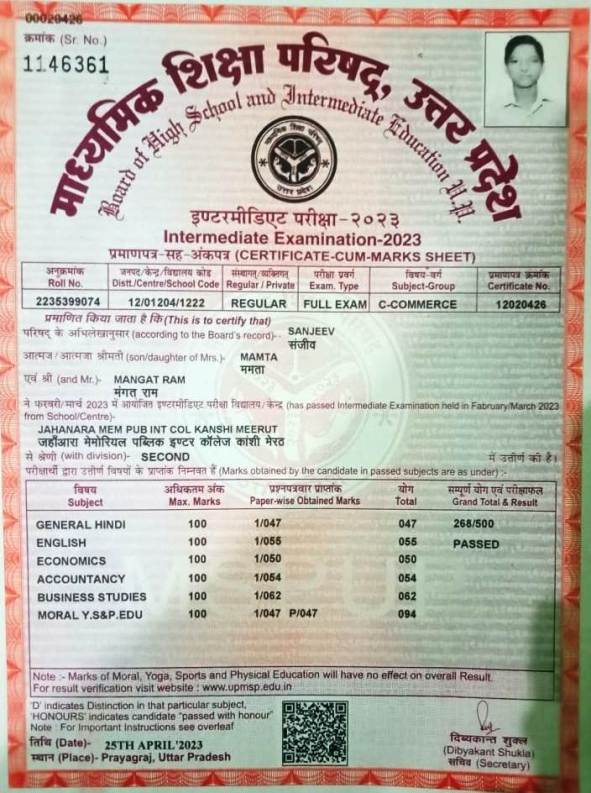 00020426
क्रमांक (Sr. No.)
1146361
माध्यमिक शिक्षा परिषद्, उत्तर प्रदेश
Board of High School and Intermediate Education U.P.
इण्टरमीडिएट परीक्षा-२०२३
Intermediate Examination-2023
प्रमाणपत्र-सह-अंकपत्र (CERTIFICATE-CUM-MARKS SHEET)
अनुक्रमांक जनपद/केन्द्र/विद्यालय कोड संस्थागत/व्यक्तिगत परीक्षा प्रवर्ग विषय-वर्ग प्रमाणपत्र क्रमांक
Roll No. Distt./Centre/School Code Regular / Private Exam. Type Subject-Group Certificate No.
2235399074 12/01204/1222 REGULAR FULL EXAM C-COMMERCE 12020426
प्रमाणित किया जाता है कि(This is to certify that)
परिषद के अभिलेखानुसार (according to the Board's record)-: SANJEEV
संजीव
आत्मज / आत्मजा श्रीमती (son/daughter of Mrs.)- MAMTA
ममता
एवं श्री (and Mr.)- MANGAT RAM
मंगत राम
ने फरवरी/मार्च 2023 में आयोजित इण्टरमीडिएट परीक्षा विद्यालय/केन्द्र (has passed Intermediate Examination held in Fabruary/March 2023
from School/Centre)-
JAHANARA MEM PUB INT COL KANSHI MEERUT
जहाँआरा मेमोरियल पब्लिक इण्टर कॉलेज कांशी मेरठ
से श्रेणी (with division)- SECOND में उत्तीर्ण की है।
परीक्षार्थी द्वारा उत्तीर्ण विषयों के प्राप्तांक निम्नवत हैं (Marks obtained by the candidate in passed subjects are as under) :-
विषय अधिकतम अंक प्रश्नपत्रवार प्राप्तांक योग सम्पूर्ण योग एवं परीक्षाफल
Subject Max. Marks Paper-wise Obtained Marks Total Grand Total & Result
GENERAL HINDI 100 1/047 047 268/500
ENGLISH 100 1/055 055 PASSED
ECONOMICS 100 1/050 050
ACCOUNTANCY 100 1/054 054
BUSINESS STUDIES 100 1/062 062
MORAL Y.S&P.EDU 100 1/047 P/047 094
Note :- Marks of Moral, Yoga, Sports and Physical Education will have no effect on overall Result.
For result verification visit website : www.upmsp.edu.in
'D' indicates Distinction in that particular subject,
'HONOURS' indicates candidate "passed with honour"
Note : For Important Instructions see overleaf
तिथि (Date)- 25TH APRIL'2023
स्थान (Place)- Prayagraj, Uttar Pradesh
दिव्यकान्त शुक्ल
(Dibyakant Shukla)
सचिव (Secretary)